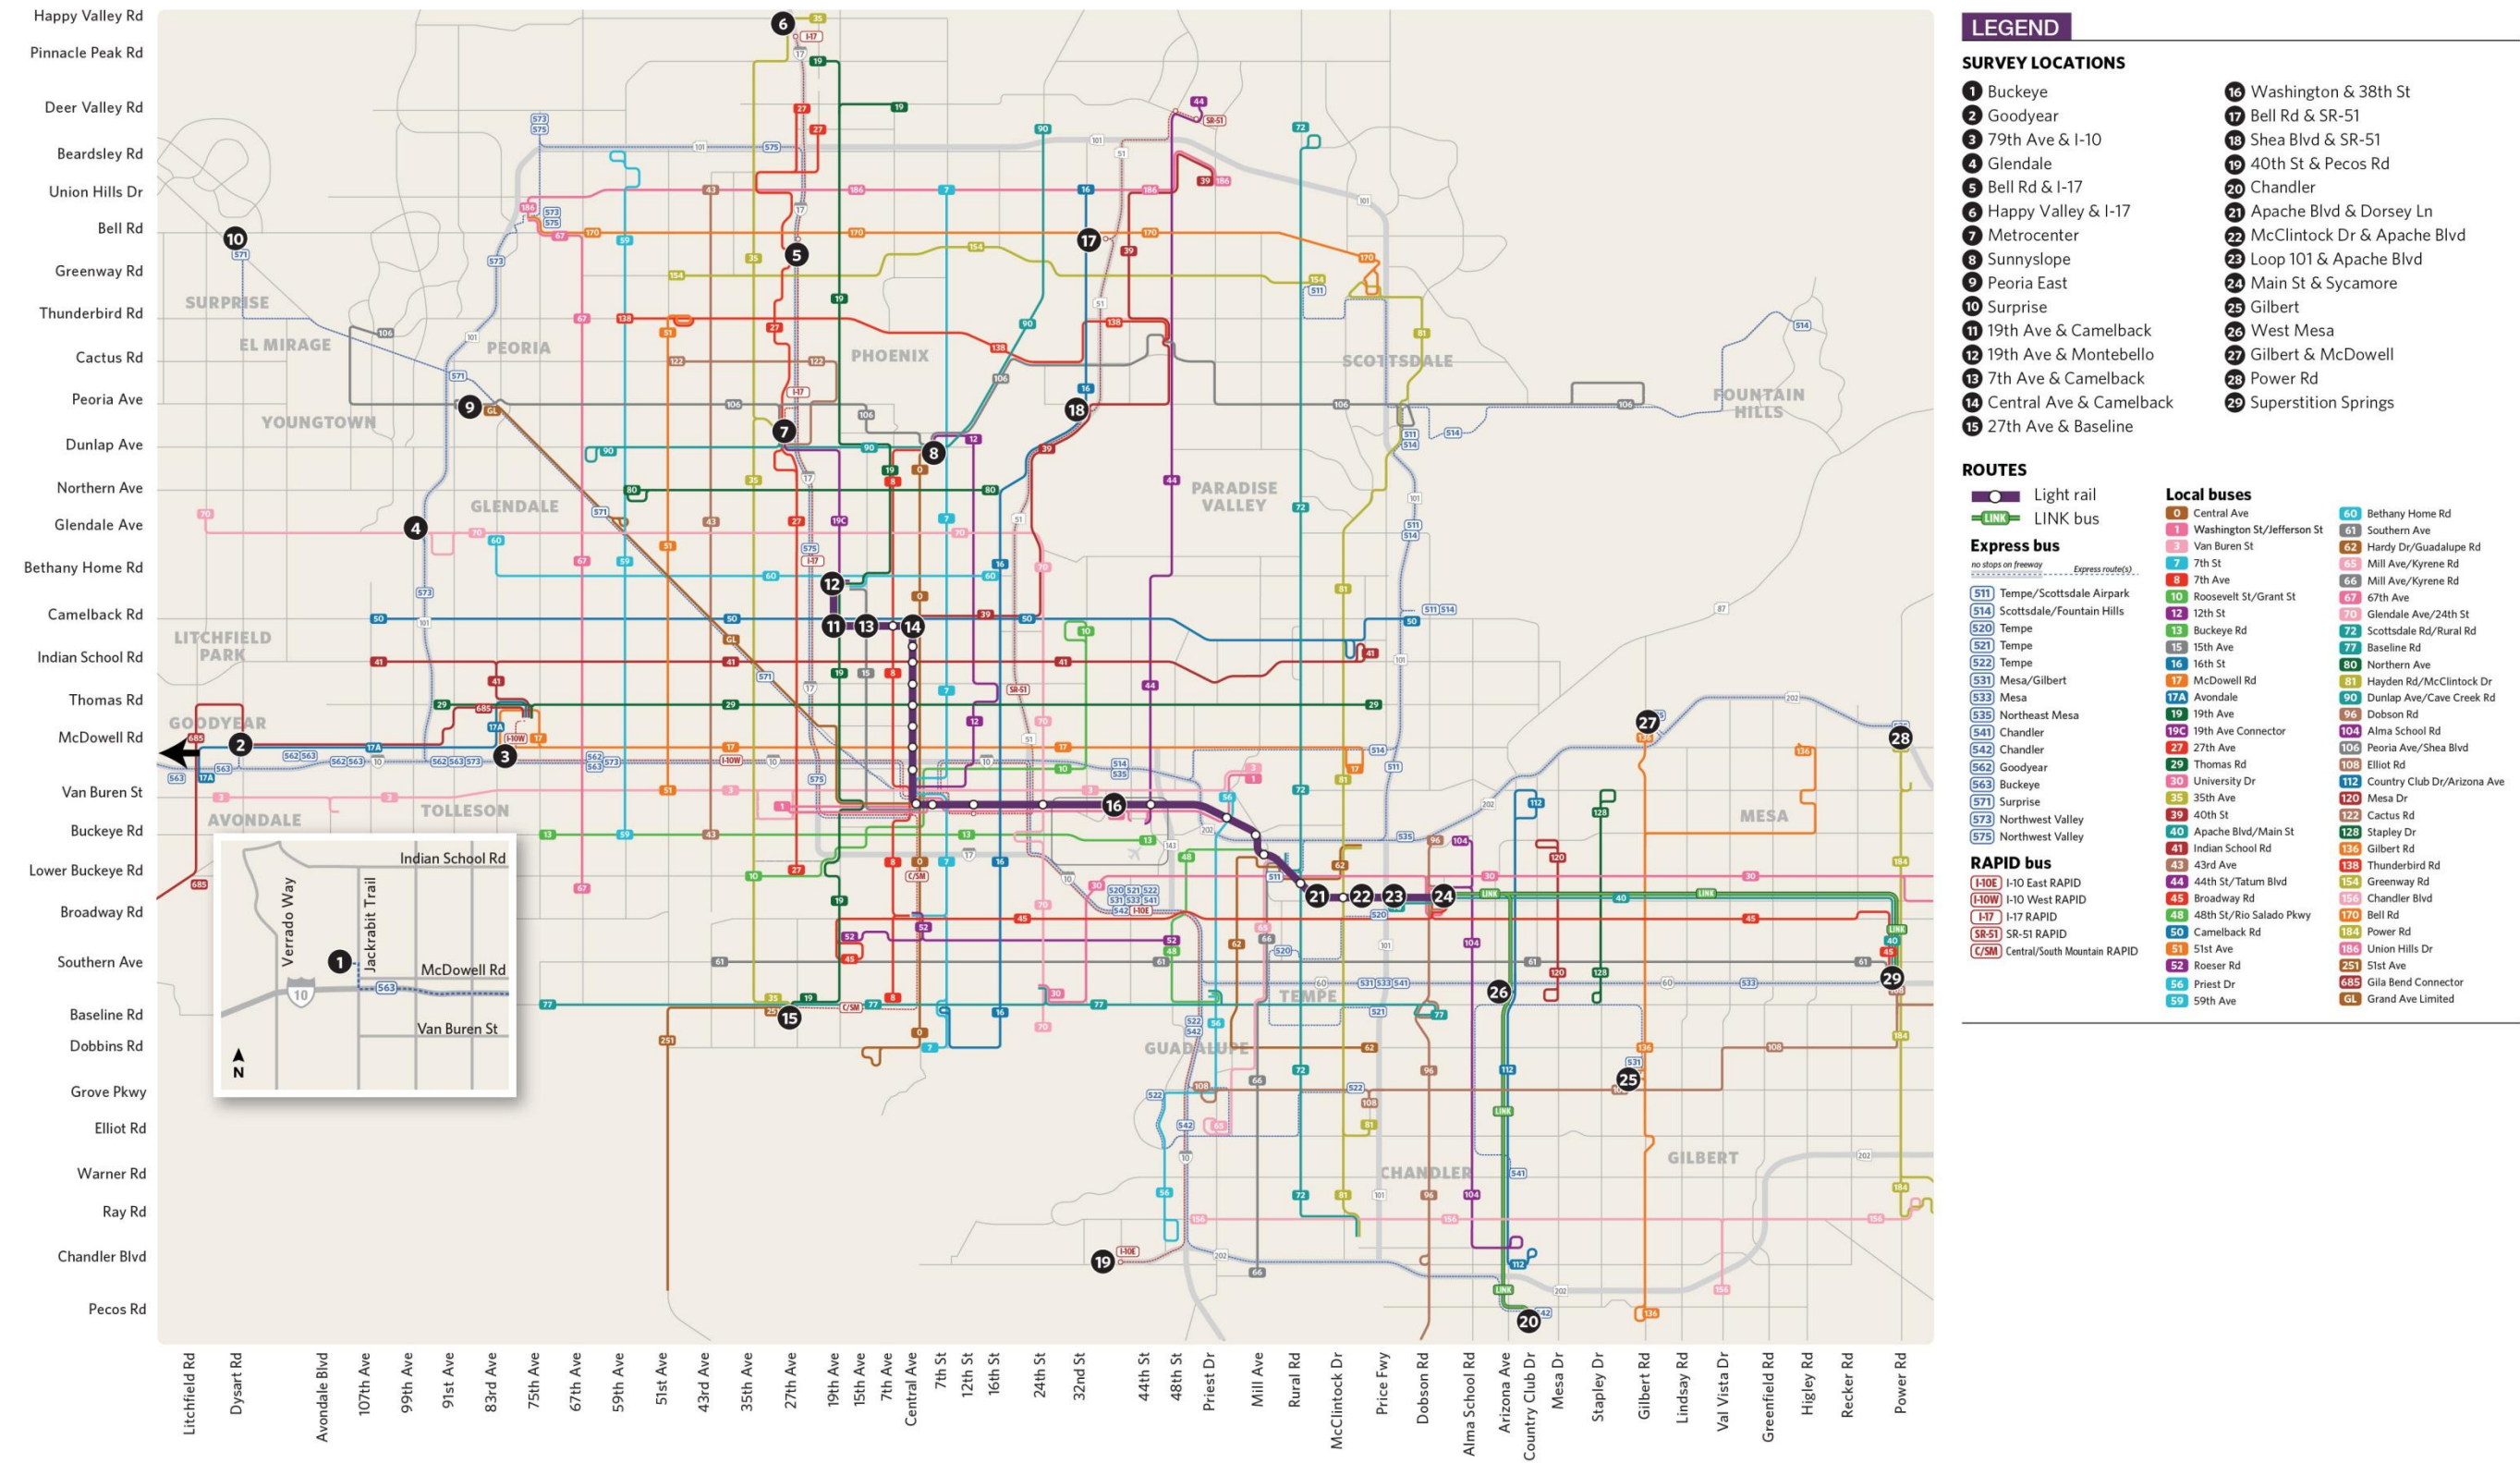 Happy Valley Rd
Pinnacle Peak Rd
Deer Valley Rd
Beardsley Rd
Union Hills Dr
Bell Rd
Greenway Rd
Thunderbird Rd
Cactus Rd
Peoria Ave
Dunlap Ave
Northern Ave
Glendale Ave
Bethany Home Rd
Camelback Rd
Indian School Rd
Thomas Rd
McDowell Rd
Van Buren St
Buckeye Rd
Lower Buckeye Rd
Broadway Rd
Southern Ave
Baseline Rd
Dobbins Rd
Grove Pkwy
Elliot Rd
Warner Rd
Ray Rd
Chandler Blvd
Pecos Rd
SURPRISE
EL MIRAGE
PEORIA
PHOENIX
SCOTTSDALE
YOUNGTOWN
FOUNTAIN
HILLS
GLENDALE
PARADISE
VALLEY
LITCHFIELD
PARK
GOODYEAR
TOLLESON
AVONDALE
MESA
TEMPE
GUADALUPE
CHANDLER
GILBERT
Indian School Rd
Verrado Way
Jackrabbit Trail
1
McDowell Rd
10
563
Van Buren St
N
Litchfield Rd
Dysart Rd
Avondale Blvd
107th Ave
99th Ave
91st Ave
83rd Ave
75th Ave
67th Ave
59th Ave
51st Ave
43rd Ave
35th Ave
27th Ave
19th Ave
15th Ave
7th Ave
Central Ave
7th St
12th St
16th St
24th St
32nd St
44th St
48th St
Priest Dr
Mill Ave
Rural Rd
McClintock Dr
Price Fwy
Dobson Rd
Alma School Rd
Arizona Ave
Country Club Dr
Mesa Dr
Stapley Dr
Gilbert Rd
Lindsay Rd
Val Vista Dr
Greenfield Rd
Higley Rd
Recker Rd
Power Rd
LEGEND
SURVEY LOCATIONS
1 Buckeye
2 Goodyear
3 79th Ave & I-10
4 Glendale
5 Bell Rd & I-17
6 Happy Valley & I-17
7 Metrocenter
8 Sunnyslope
9 Peoria East
10 Surprise
11 19th Ave & Camelback
12 19th Ave & Montebello
13 7th Ave & Camelback
14 Central Ave & Camelback
15 27th Ave & Baseline
16 Washington & 38th St
17 Bell Rd & SR-51
18 Shea Blvd & SR-51
19 40th St & Pecos Rd
20 Chandler
21 Apache Blvd & Dorsey Ln
22 McClintock Dr & Apache Blvd
23 Loop 101 & Apache Blvd
24 Main St & Sycamore
25 Gilbert
26 West Mesa
27 Gilbert & McDowell
28 Power Rd
29 Superstition Springs
ROUTES
Light rail
LINK LINK bus
Express bus
no stops on freeway Express route(s)
511 Tempe/Scottsdale Airpark
514 Scottsdale/Fountain Hills
520 Tempe
521 Tempe
522 Tempe
531 Mesa/Gilbert
533 Mesa
535 Northeast Mesa
541 Chandler
542 Chandler
562 Goodyear
563 Buckeye
571 Surprise
573 Northwest Valley
575 Northwest Valley
RAPID bus
I-10E I-10 East RAPID
I-10W I-10 West RAPID
I-17 I-17 RAPID
SR-51 SR-51 RAPID
C/SM Central/South Mountain RAPID
Local buses
0 Central Ave
1 Washington St/Jefferson St
3 Van Buren St
7 7th St
8 7th Ave
10 Roosevelt St/Grant St
12 12th St
13 Buckeye Rd
15 15th Ave
16 16th St
17 McDowell Rd
17A Avondale
19 19th Ave
19C 19th Ave Connector
27 27th Ave
29 Thomas Rd
30 University Dr
35 35th Ave
39 40th St
40 Apache Blvd/Main St
41 Indian School Rd
43 43rd Ave
44 44th St/Tatum Blvd
45 Broadway Rd
48 48th St/Rio Salado Pkwy
50 Camelback Rd
51 51st Ave
52 Roeser Rd
56 Priest Dr
59 59th Ave
60 Bethany Home Rd
61 Southern Ave
62 Hardy Dr/Guadalupe Rd
65 Mill Ave/Kyrene Rd
66 Mill Ave/Kyrene Rd
67 67th Ave
70 Glendale Ave/24th St
72 Scottsdale Rd/Rural Rd
77 Baseline Rd
80 Northern Ave
81 Hayden Rd/McClintock Dr
90 Dunlap Ave/Cave Creek Rd
96 Dobson Rd
104 Alma School Rd
106 Peoria Ave/Shea Blvd
108 Elliot Rd
112 Country Club Dr/Arizona Ave
120 Mesa Dr
122 Cactus Rd
128 Stapley Dr
136 Gilbert Rd
138 Thunderbird Rd
154 Greenway Rd
156 Chandler Blvd
170 Bell Rd
184 Power Rd
186 Union Hills Dr
251 51st Ave
685 Gila Bend Connector
GL Grand Ave Limited